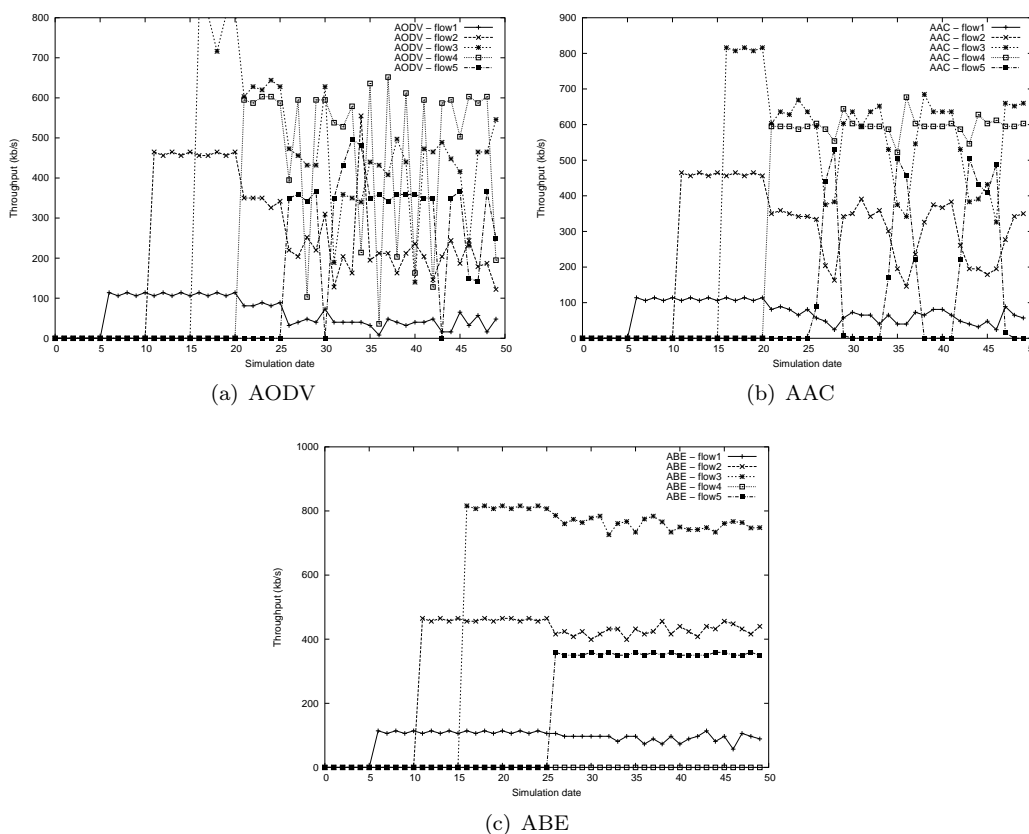 800
700
600
500
400
300
200
100
0
0 5 10 15 20 25 30 35 40 45 50
Throughput (kb/s)
Simulation date
AODV – flow1
AODV – flow2
AODV – flow3
AODV – flow4
AODV – flow5
(a) AODV
900
800
700
600
500
400
300
200
100
0
0 5 10 15 20 25 30 35 40 45 50
Throughput (kb/s)
Simulation date
AAC – flow1
AAC – flow2
AAC – flow3
AAC – flow4
AAC – flow5
(b) AAC
1000
800
600
400
200
0
0 5 10 15 20 25 30 35 40 45 50
Throughput (kb/s)
Simulation date
ABE – flow1
ABE – flow2
ABE – flow3
ABE – flow4
ABE – flow5
(c) ABE